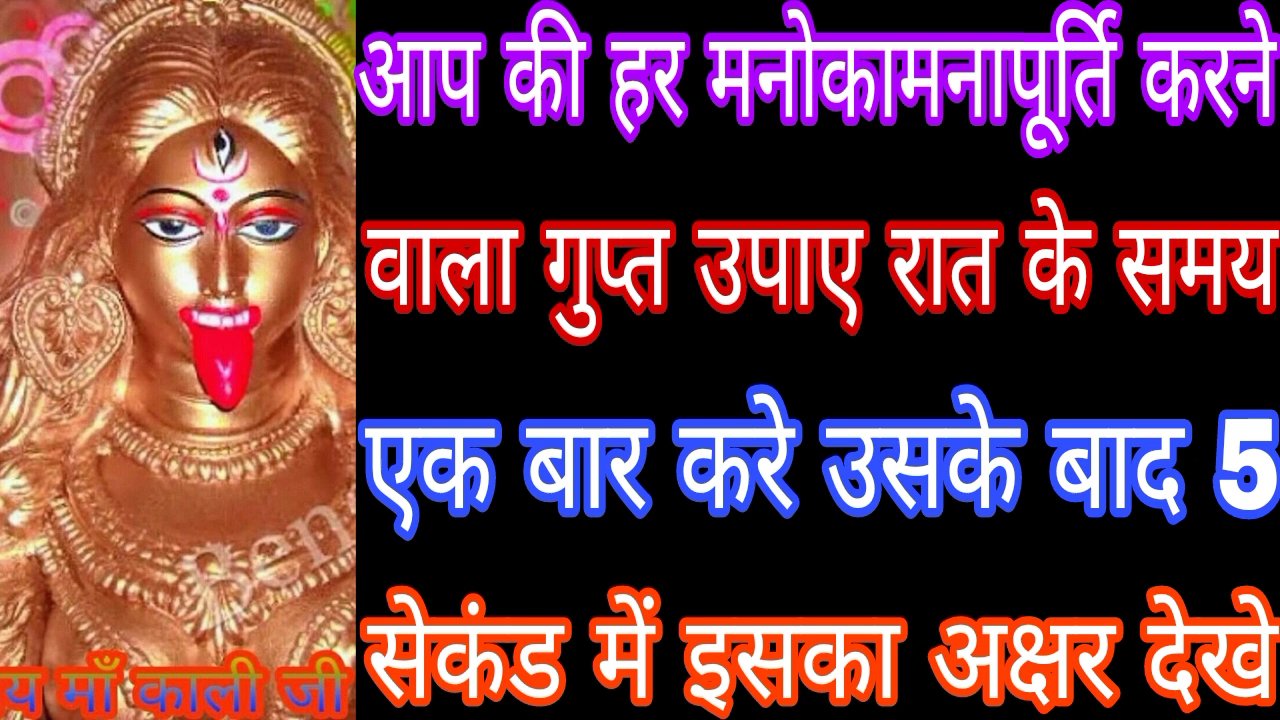 आप की हर मनोकामनापूर्ति करने
वाला गुप्त उपाए रात के समय
एक बार करे उसके बाद 5
सेकंड में इसका अक्षर देखे
य माँ काली जी